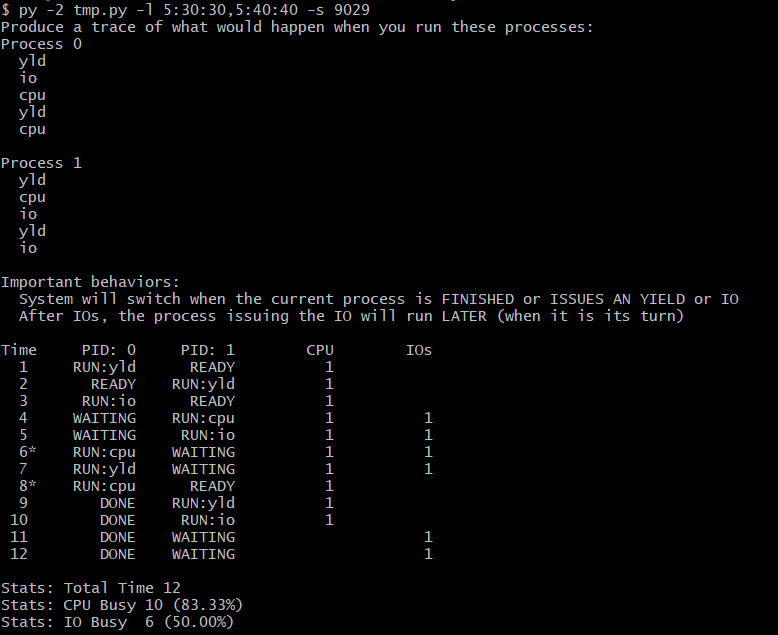 $ py -2 tmp.py -l 5:30:30,5:40:40 -s 9029
Produce a trace of what would happen when you run these processes:
Process 0
  yld
  io
  cpu
  yld
  cpu

Process 1
  yld
  cpu
  io
  yld
  io

Important behaviors:
  System will switch when the current process is FINISHED or ISSUES AN YIELD or IO
  After IOs, the process issuing the IO will run LATER (when it is its turn)

Time     PID: 0     PID: 1        CPU        IOs
  1     RUN:yld      READY          1
  2       READY    RUN:yld          1
  3      RUN:io      READY          1
  4     WAITING    RUN:cpu          1          1
  5     WAITING     RUN:io          1          1
  6*    RUN:cpu    WAITING          1          1
  7     RUN:yld    WAITING          1          1
  8*    RUN:cpu      READY          1
  9        DONE    RUN:yld          1
 10        DONE     RUN:io          1
 11        DONE    WAITING                     1
 12        DONE    WAITING                     1

Stats: Total Time 12
Stats: CPU Busy 10 (83.33%)
Stats: IO Busy  6 (50.00%)